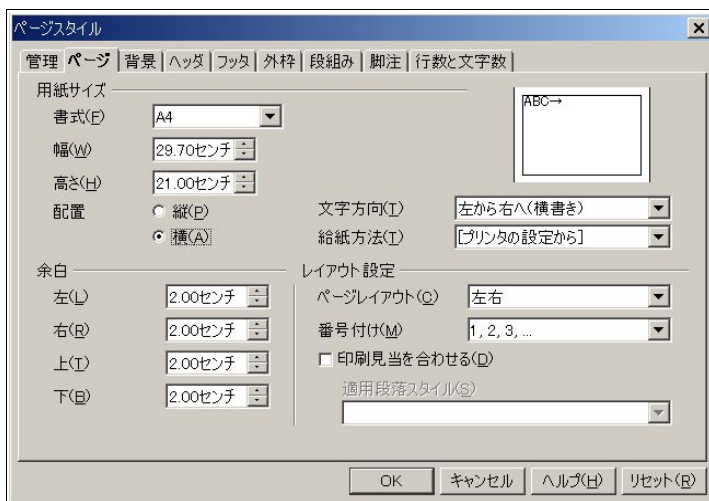 ページスタイル
管理 ページ 背景 ヘッダ フッタ 外枠 段組み 脚注 行数と文字数
用紙サイズ
書式(F) A4
ABC→
幅(W) 29.70センチ
高さ(H) 21.00センチ
配置 縦(P) 文字方向(T) 左から右へ(横書き)
横(A) 給紙方法(T) [プリンタの設定から]
余白 レイアウト設定
左(L) 2.00センチ ページレイアウト(C) 左右
右(R) 2.00センチ 番号付け(M) 1, 2, 3, ...
上(T) 2.00センチ 印刷見当を合わせる(D)
下(B) 2.00センチ 適用段落スタイル(S)
OK キャンセル ヘルプ(H) リセット(R)